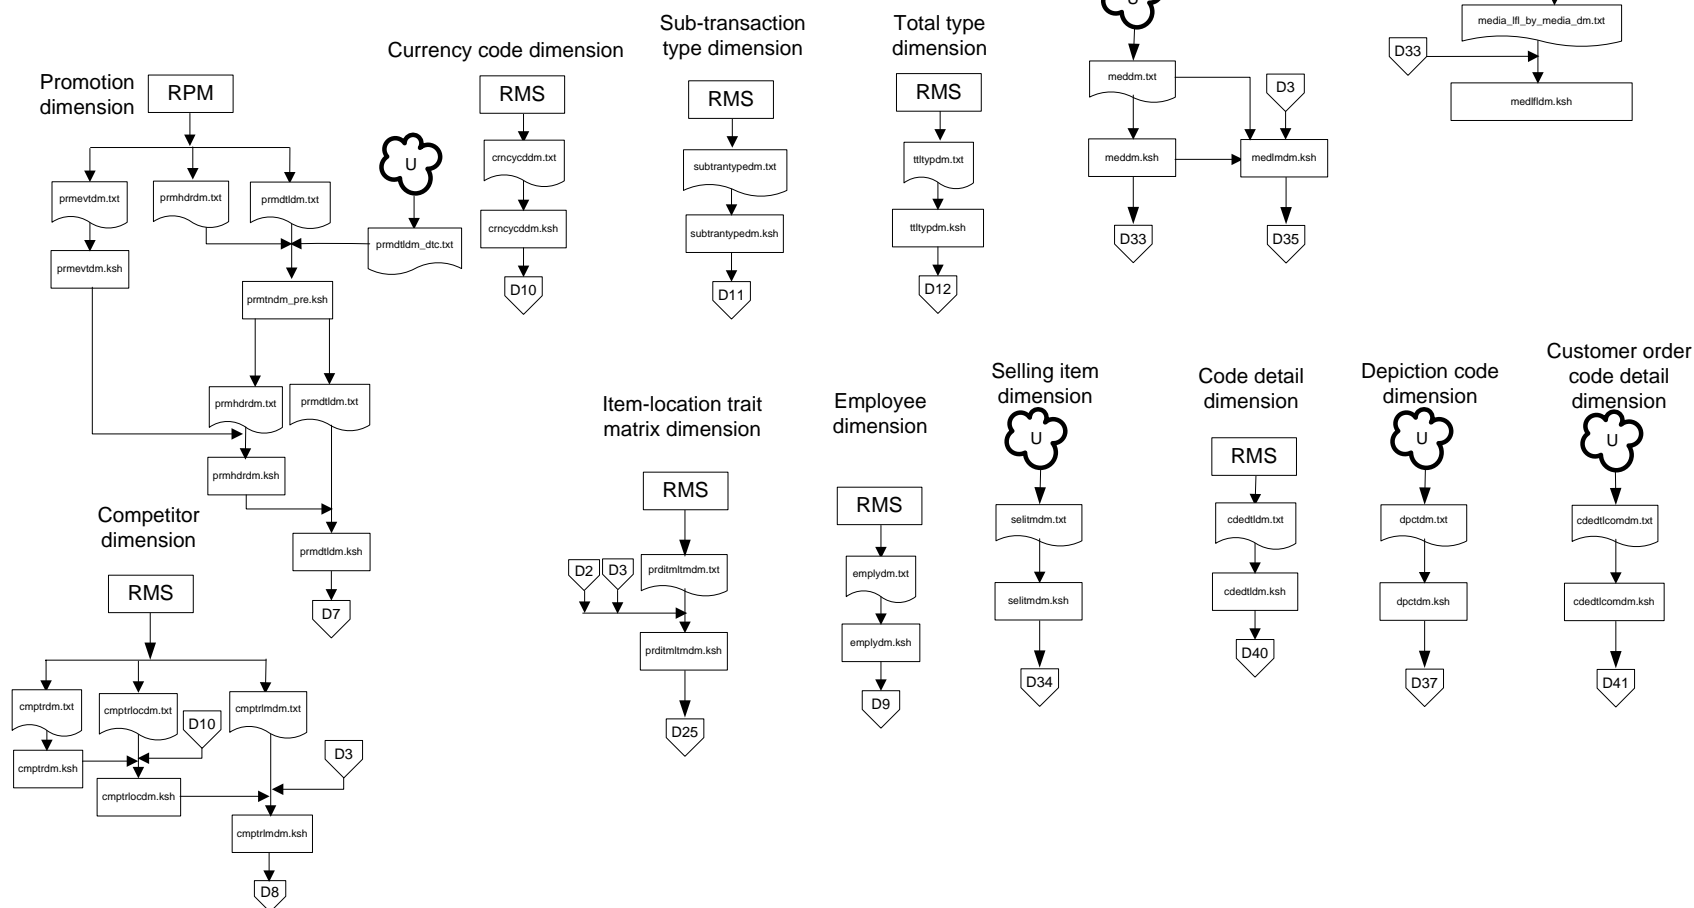 U
media_lfl_by_media_dm.txt
D33
medlfldm.ksh
meddm.txt
D3
meddm.ksh
medlmdm.ksh
D33
D35
Promotion
dimension
RPM
prmevtdm.txt
prmhdrdm.txt
prmdtldm.txt
U
prmdtldm_dtc.txt
prmevtdm.ksh
prmtndm_pre.ksh
prmhdrdm.txt
prmdtldm.txt
prmhdrdm.ksh
prmdtldm.ksh
D7
Currency code dimension
RMS
crncycddm.txt
crncycddm.ksh
D10
Sub-transaction
type dimension
RMS
subtrantypedm.txt
subtrantypedm.ksh
D11
Total type
dimension
RMS
ttltypdm.txt
ttltypdm.ksh
D12
Competitor
dimension
RMS
cmptrdm.txt
cmptrlocdm.txt
D10
cmptrlmdm.txt
cmptrdm.ksh
D3
cmptrlocdm.ksh
cmptrlmdm.ksh
D8
Item-location trait
matrix dimension
RMS
D2
D3
prditmltmdm.txt
prditmltmdm.ksh
D25
Employee
dimension
RMS
emplydm.txt
emplydm.ksh
D9
Selling item
dimension
U
selitmdm.txt
selitmdm.ksh
D34
Code detail
dimension
RMS
cdedtldm.txt
cdedtldm.ksh
D40
Depiction code
dimension
U
dpctdm.txt
dpctdm.ksh
D37
Customer order
code detail
dimension
U
cdedtlcomdm.txt
cdedtlcomdm.ksh
D41